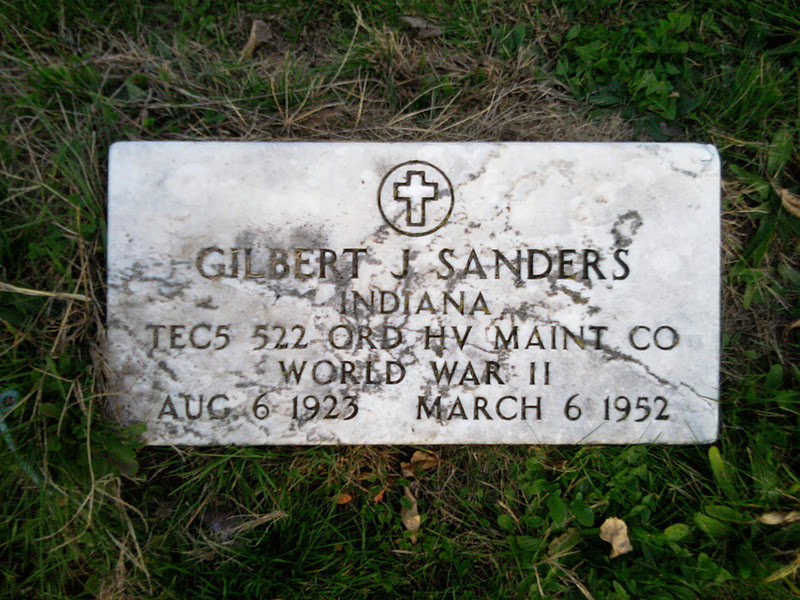 GILBERT J SANDERS
INDIANA
TEC5 522 ORD HV MAINT CO
WORLD WAR II
AUG 6 1923 MARCH 6 1952